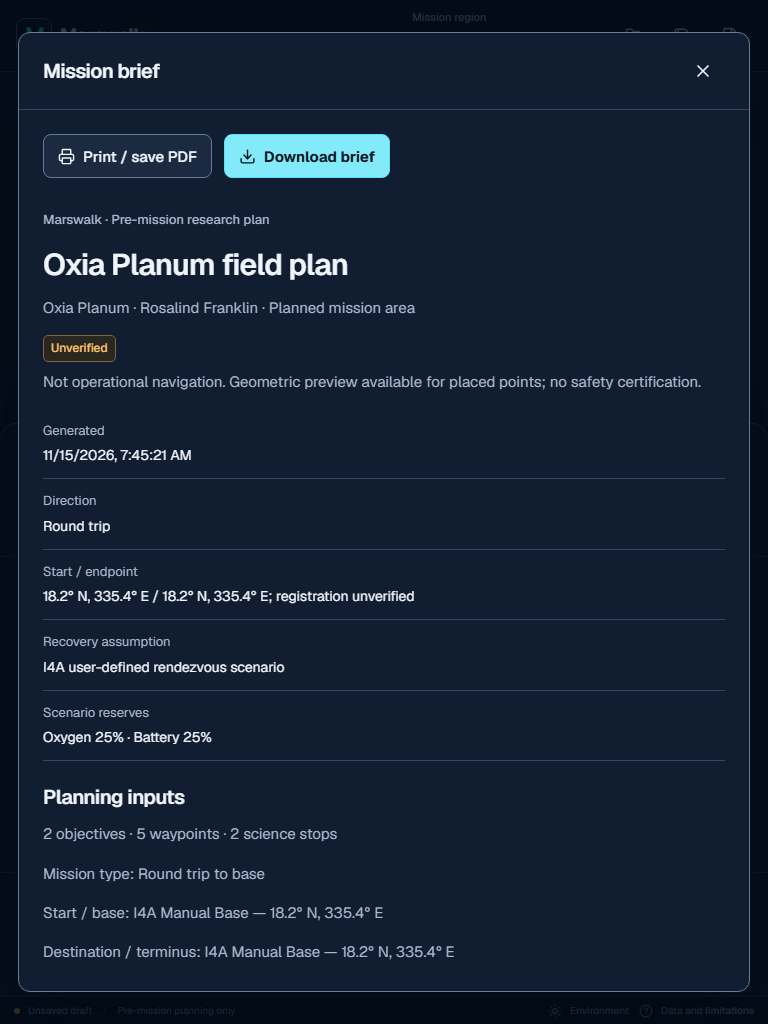 Mission region
Mission brief
Print / save PDF
Download brief
Marswalk · Pre-mission research plan
Oxia Planum field plan
Oxia Planum · Rosalind Franklin · Planned mission area
Unverified
Not operational navigation. Geometric preview available for placed points; no safety certification.
Generated
11/15/2026, 7:45:21 AM
Direction
Round trip
Start / endpoint
18.2° N, 335.4° E / 18.2° N, 335.4° E; registration unverified
Recovery assumption
I4A user-defined rendezvous scenario
Scenario reserves
Oxygen 25% · Battery 25%
Planning inputs
2 objectives · 5 waypoints · 2 science stops
Mission type: Round trip to base
Start / base: I4A Manual Base — 18.2° N, 335.4° E
Destination / terminus: I4A Manual Base — 18.2° N, 335.4° E
Unsaved draft / Pre-mission planning only
Environment
Data and limitations